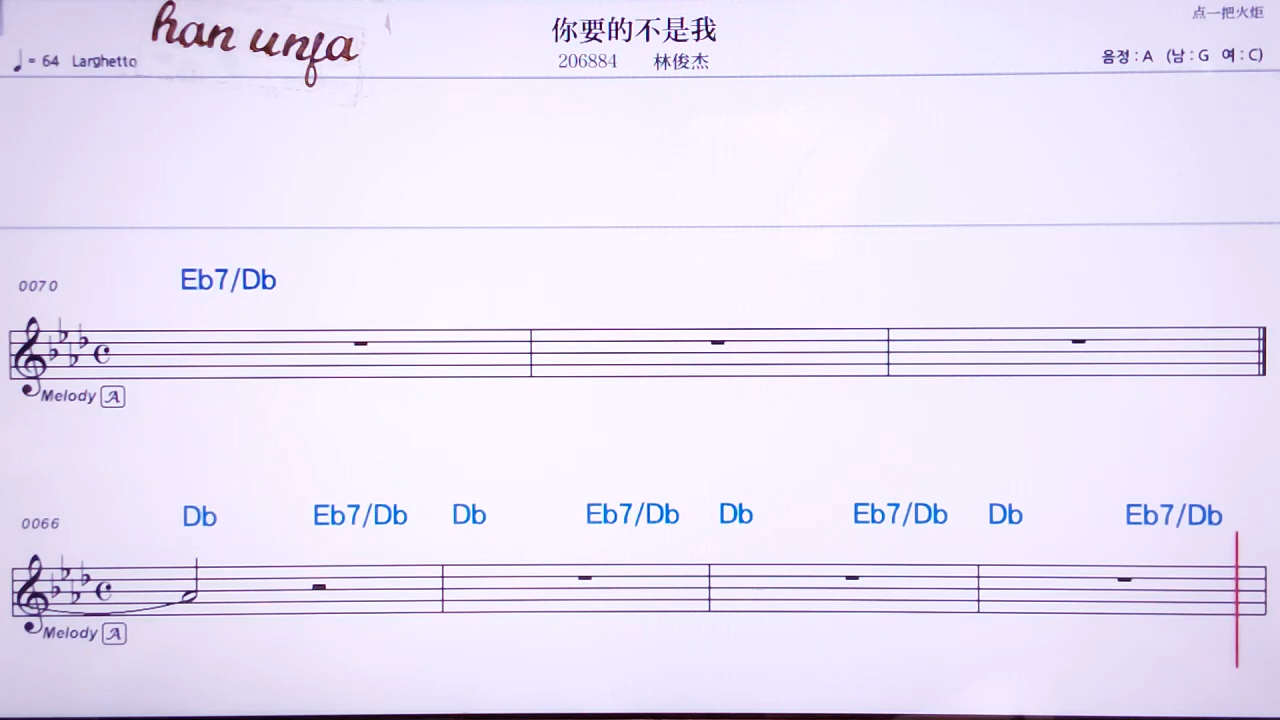 han unfa
你要的不是我
点一把火炬
= 64 Larghetto
206884 林俊杰
음정 : A (남 : G 여 : C)
0070
Eb7/Db
Melody A
0066
Db Eb7/Db Db Eb7/Db Db Eb7/Db Db Eb7/Db
Melody A